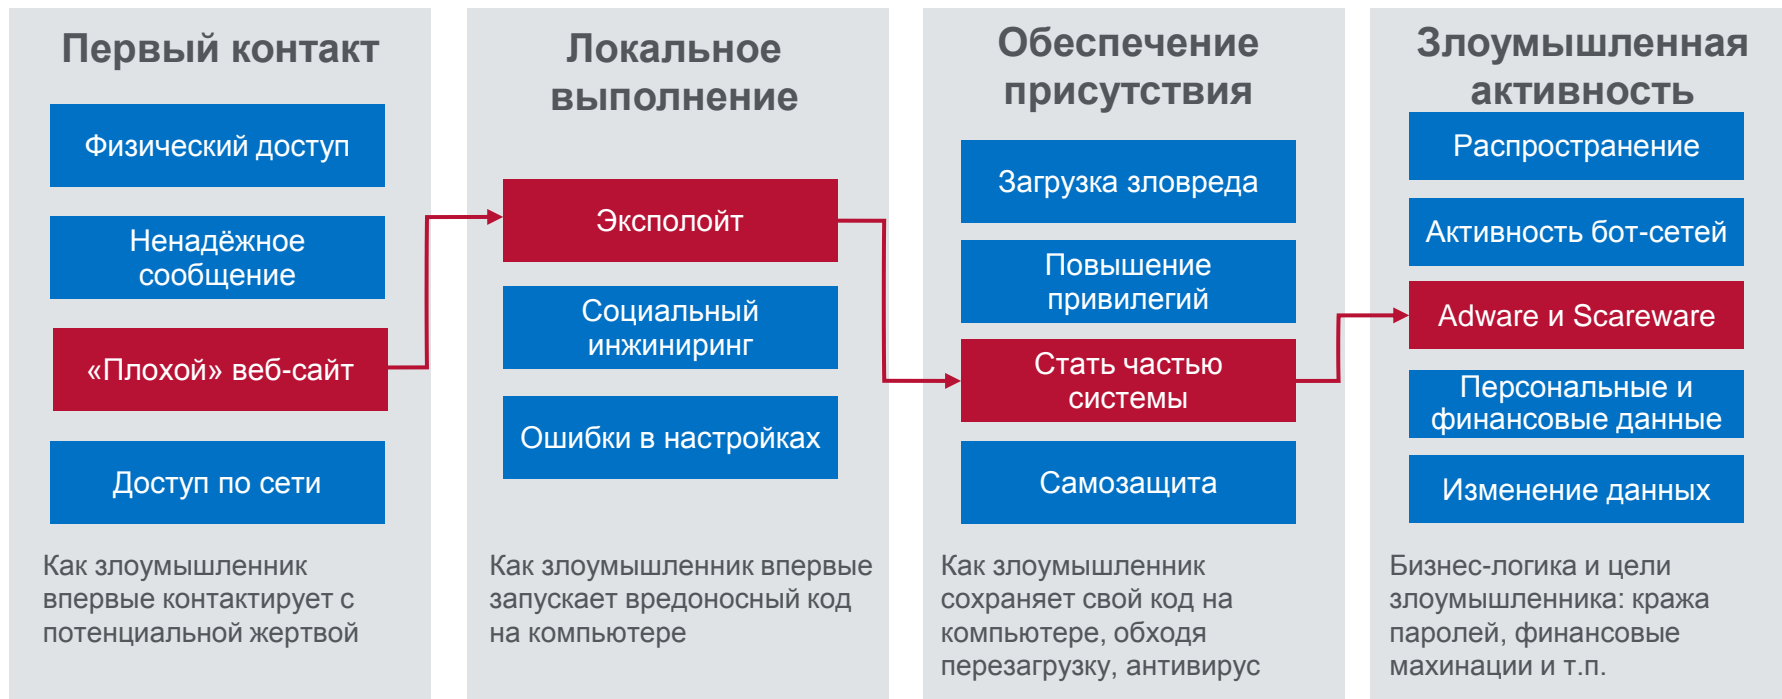 Первый контакт
Физический доступ
Ненадёжное
сообщение
«Плохой» веб-сайт
Доступ по сети
Как злоумышленник
впервые контактирует с
потенциальной жертвой
Локальное
выполнение
Эксполойт
Социальный
инжиниринг
Ошибки в настройках
Как злоумышленник впервые
запускает вредоносный код
на компьютере
Обеспечение
присутствия
Загрузка зловреда
Повышение
привилегий
Стать частью
системы
Самозащита
Как злоумышленник
сохраняет свой код на
компьютере, обходя
перезагрузку, антивирус
Злоумышленная
активность
Распространение
Активность бот-сетей
Adware и Scareware
Персональные и
финансовые данные
Изменение данных
Бизнес-логика и цели
злоумышленника: кража
паролей, финансовые
махинации и т.п.